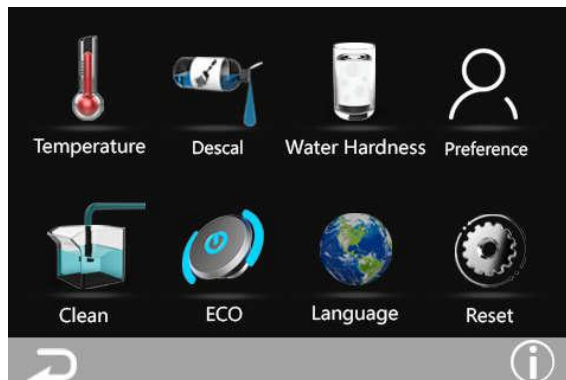 Temperature
Descal
Water Hardness
Preference
Clean
ECO
Language
Reset